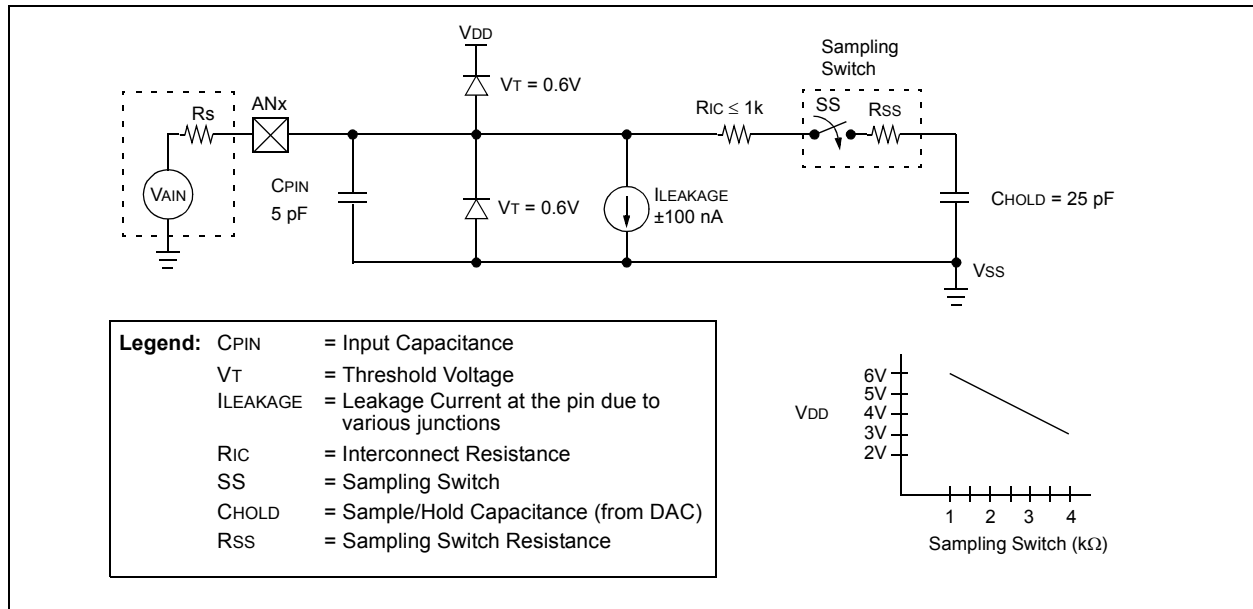 VDD
Sampling
Switch
VT = 0.6V
RIC ≤ 1k
SS
RSS
Rs
ANx
VAIN
CPIN
5 pF
VT = 0.6V
ILEAKAGE
±100 nA
CHOLD = 25 pF
VSS
Legend: CPIN = Input Capacitance
VT = Threshold Voltage
ILEAKAGE = Leakage Current at the pin due to
various junctions
RIC = Interconnect Resistance
SS = Sampling Switch
CHOLD = Sample/Hold Capacitance (from DAC)
RSS = Sampling Switch Resistance
VDD
6V
5V
4V
3V
2V
1 2 3 4
Sampling Switch (kΩ)